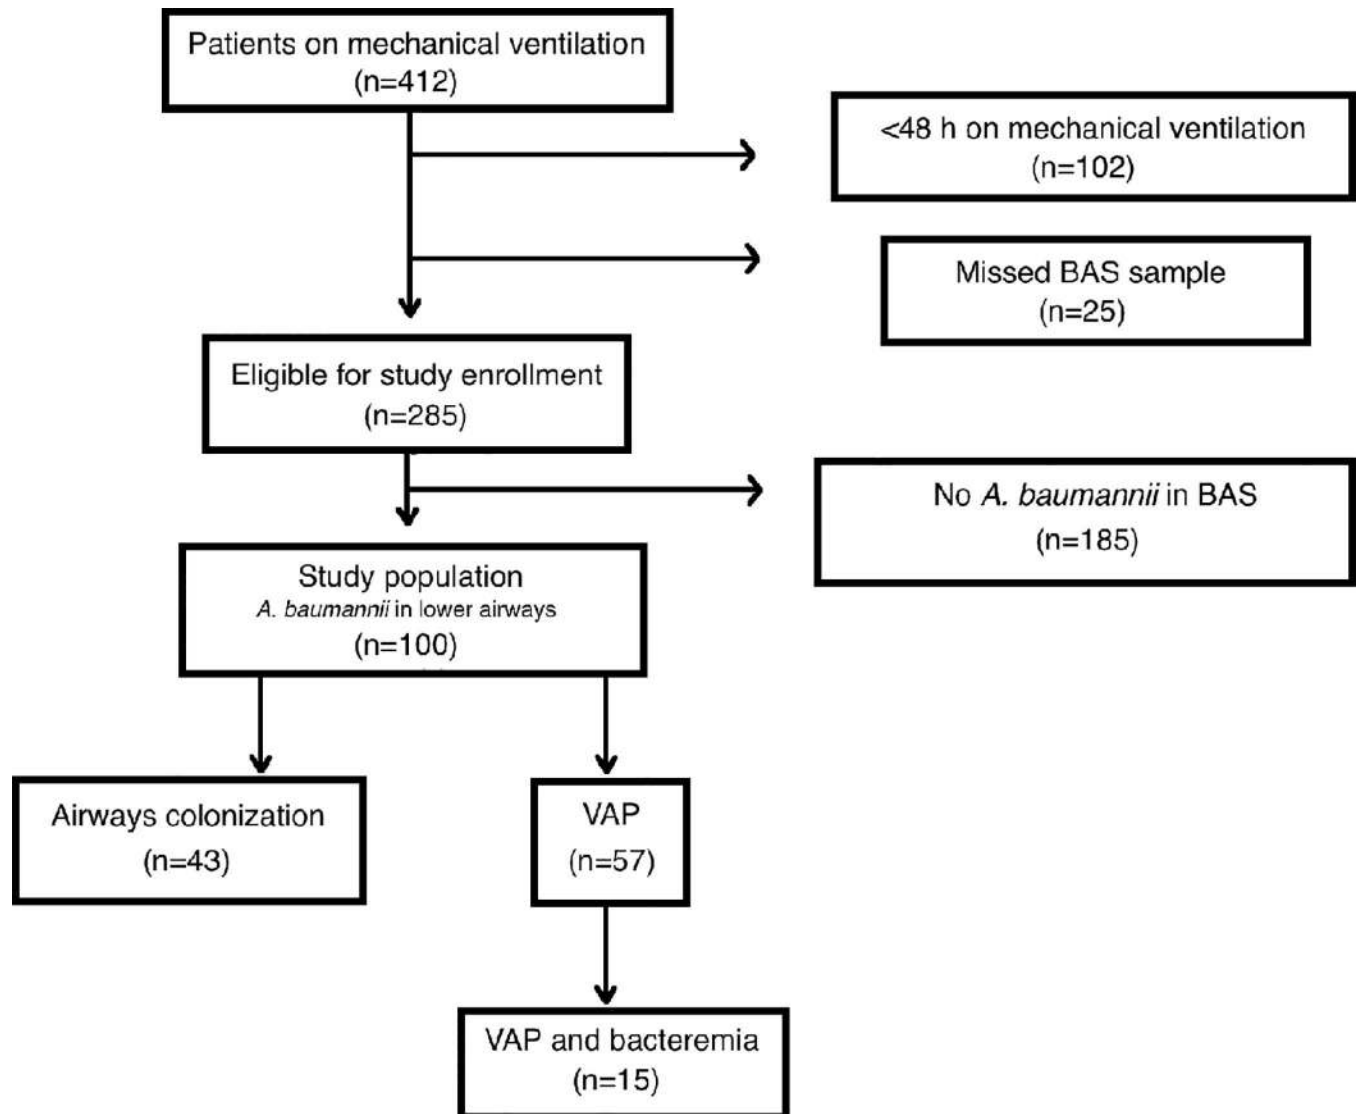 Patients on mechanical ventilation
(n=412)
<48 h on mechanical ventilation
(n=102)
Missed BAS sample
(n=25)
Eligible for study enrollment
(n=285)
No A. baumannii in BAS
(n=185)
Study population
A. baumannii in lower airways
(n=100)
Airways colonization
(n=43)
VAP
(n=57)
VAP and bacteremia
(n=15)